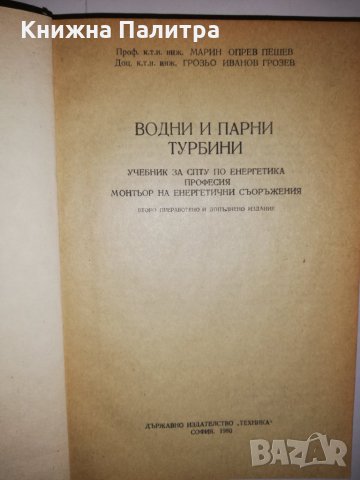 Книжна Палитра
Проф. к.т.н. инж. МАРИН ОПРЕВ ПЕШЕВ
Доц. к.т.н. инж. ГРОЗЬО ИВАНОВ ГРОЗЕВ
ВОДНИ И ПАРНИ
ТУРБИНИ
УЧЕБНИК ЗА СПТУ ПО ЕНЕРГЕТИКА
ПРОФЕСИЯ
МОНТЬОР НА ЕНЕРГЕТИЧНИ СЪОРЪЖЕНИЯ
ВТОРО ПРЕРАБОТЕНО И ДОПЪЛНЕНО ИЗДАНИЕ
ДЪРЖАВНО ИЗДАТЕЛСТВО „ТЕХНИКА"
СОФИЯ,
BAZAR